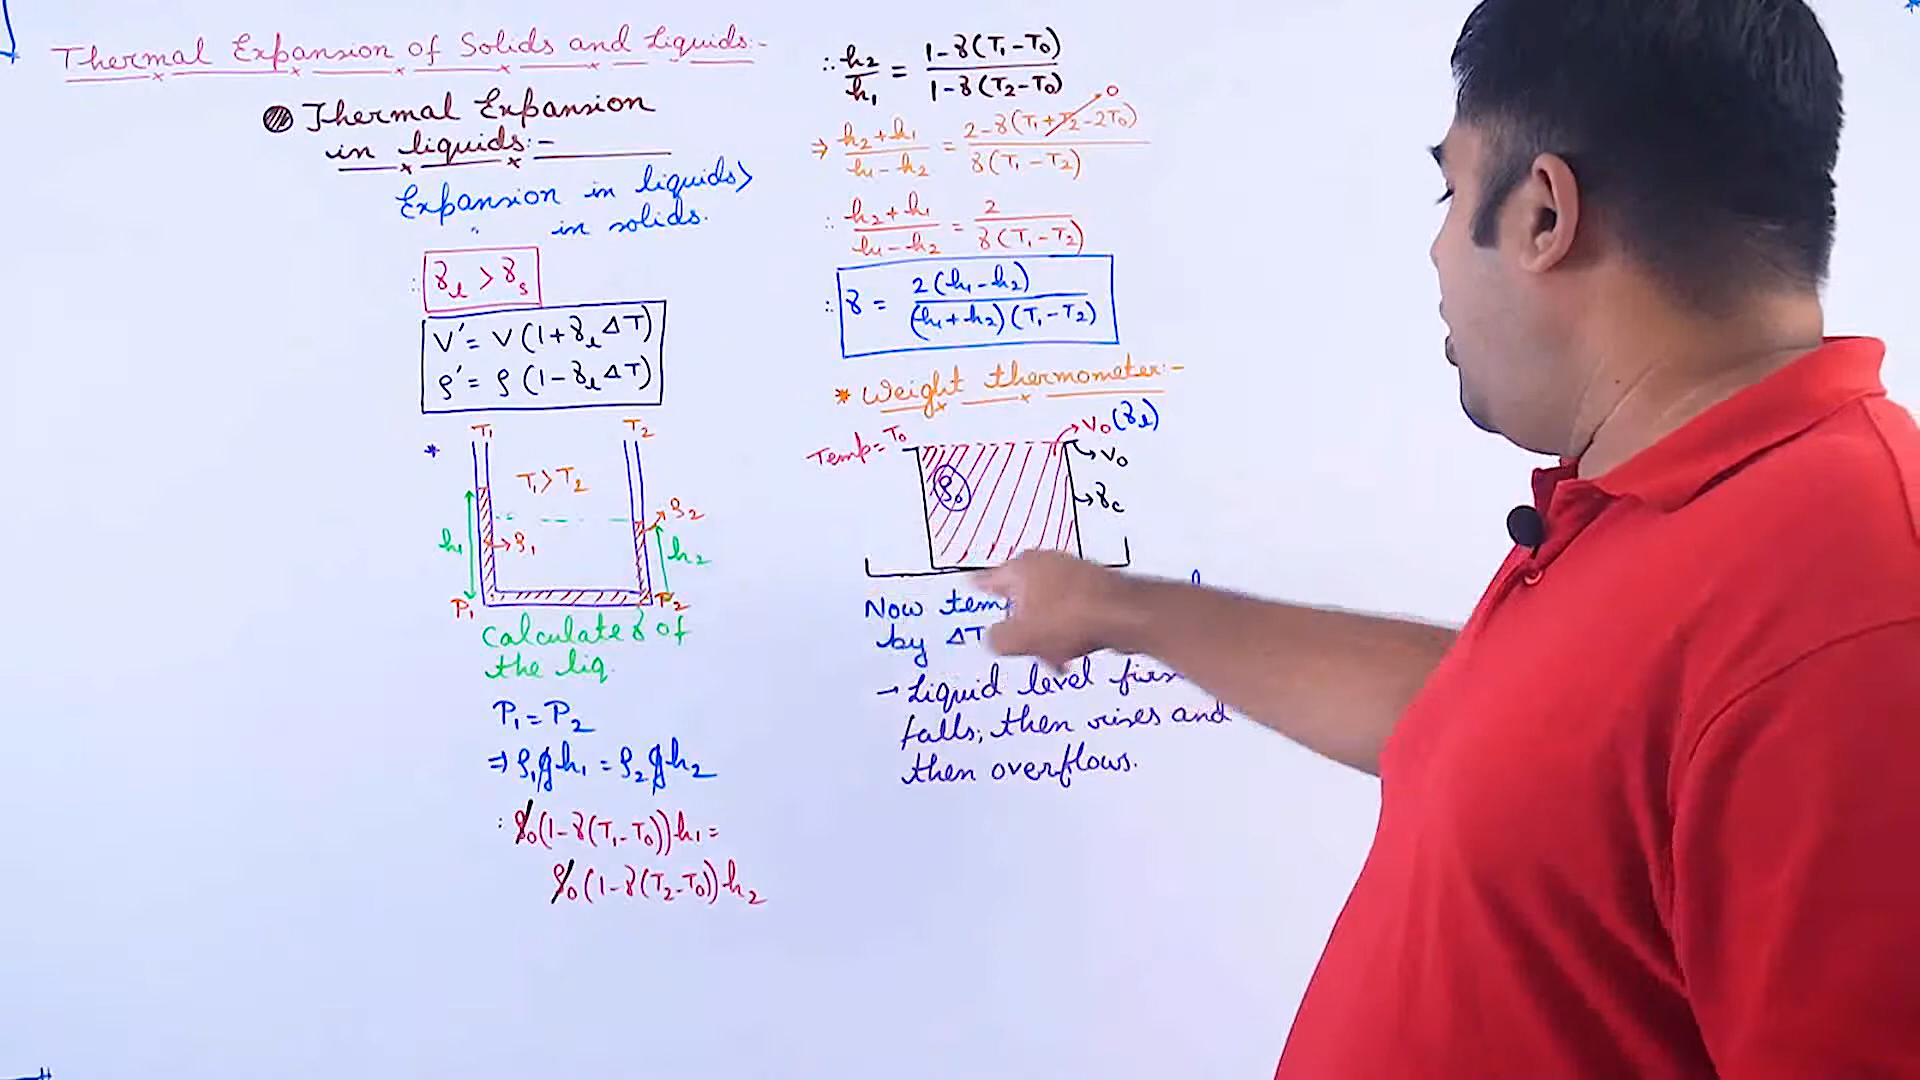 Thermal Expansion of Solids and Liquids:-
Thermal Expansion
in liquids:-
Expansion in liquids>
" in solids.
∴ γₗ > γₛ
V' = V(1+γₗΔT)
ρ' = ρ(1-γₗΔT)
* T₁ T₂
T₁>T₂
h₁ ρ₁ ρ₂ h₂
P₁ P₂
Calculate γ of
the liq.
P₁ = P₂
⇒ ρ₁gh₁ = ρ₂gh₂
: ρ₀(1-γ(T₁-T₀))h₁ =
ρ₀(1-γ(T₂-T₀))h₂
∴ h₂/h₁ = 1-γ(T₁-T₀)/1-γ(T₂-T₀)
⇒ h₂+h₁/h₁-h₂ = 2-γ(T₁+T₂-2T₀)/γ(T₁-T₂) 0
∴ h₂+h₁/h₁-h₂ = 2/γ(T₁-T₂)
∴ γ = 2(h₁-h₂)/(h₁+h₂)(T₁-T₂)
* Weight thermometer:-
Temp = T₀ V₀(γₗ)
ρ₀ V₀
γc
Now
by ΔT
→ Liquid level
falls, then rises and
then overflows.